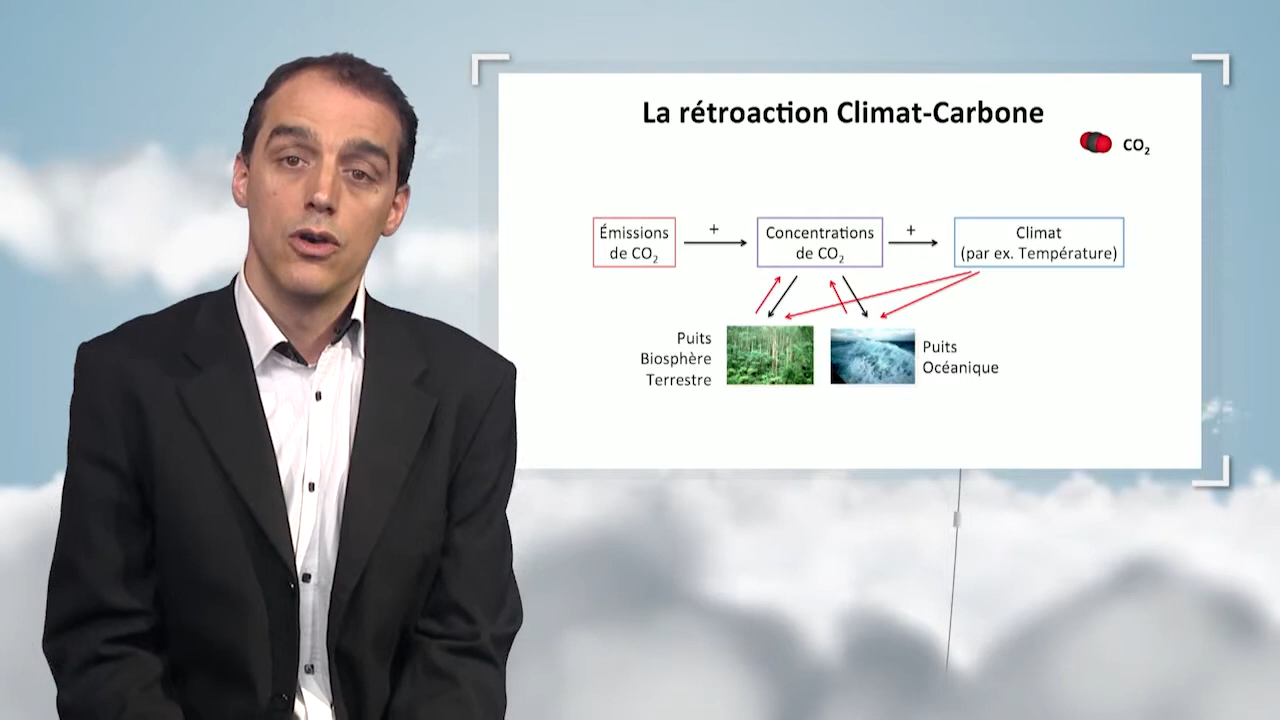 La rétroaction Climat-Carbone
CO₂
Émissions
de CO₂
+
Concentrations
de CO₂
+
Climat
(par ex. Température)
Puits
Biosphère
Terrestre
Puits
Océanique